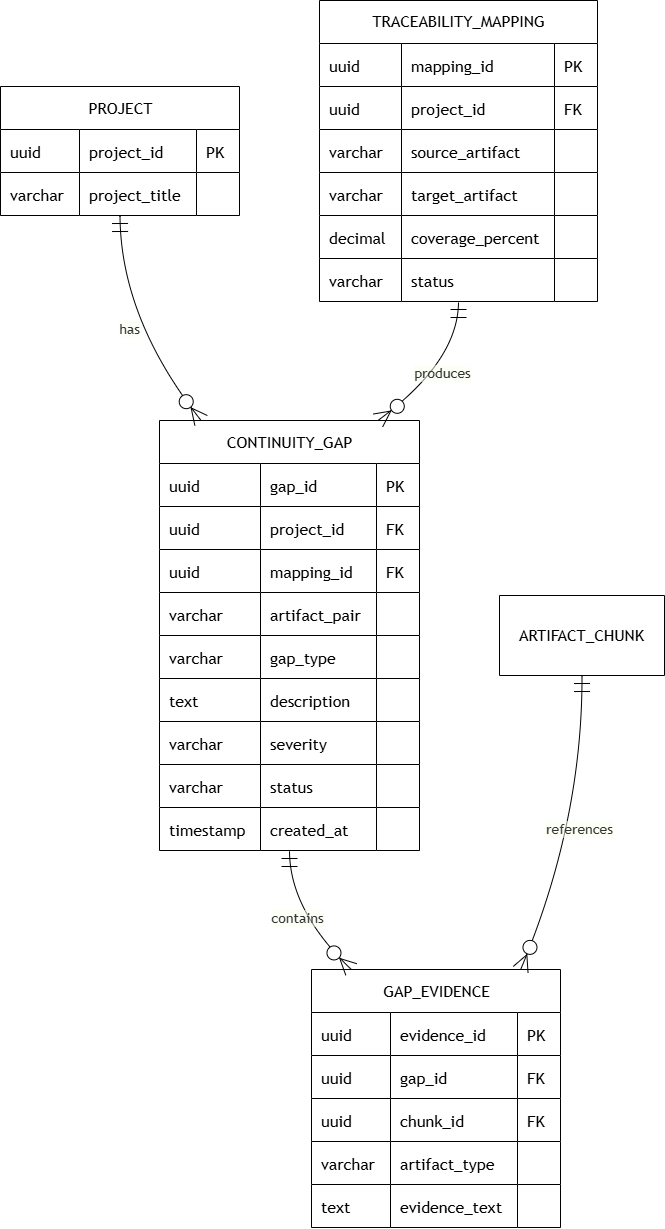 TRACEABILITY_MAPPING
uuid mapping_id PK
uuid project_id FK
varchar source_artifact
varchar target_artifact
decimal coverage_percent
varchar status
PROJECT
uuid project_id PK
varchar project_title
has
produces
CONTINUITY_GAP
uuid gap_id PK
uuid project_id FK
uuid mapping_id FK
varchar artifact_pair
varchar gap_type
text description
varchar severity
varchar status
timestamp created_at
ARTIFACT_CHUNK
references
contains
GAP_EVIDENCE
uuid evidence_id PK
uuid gap_id FK
uuid chunk_id FK
varchar artifact_type
text evidence_text